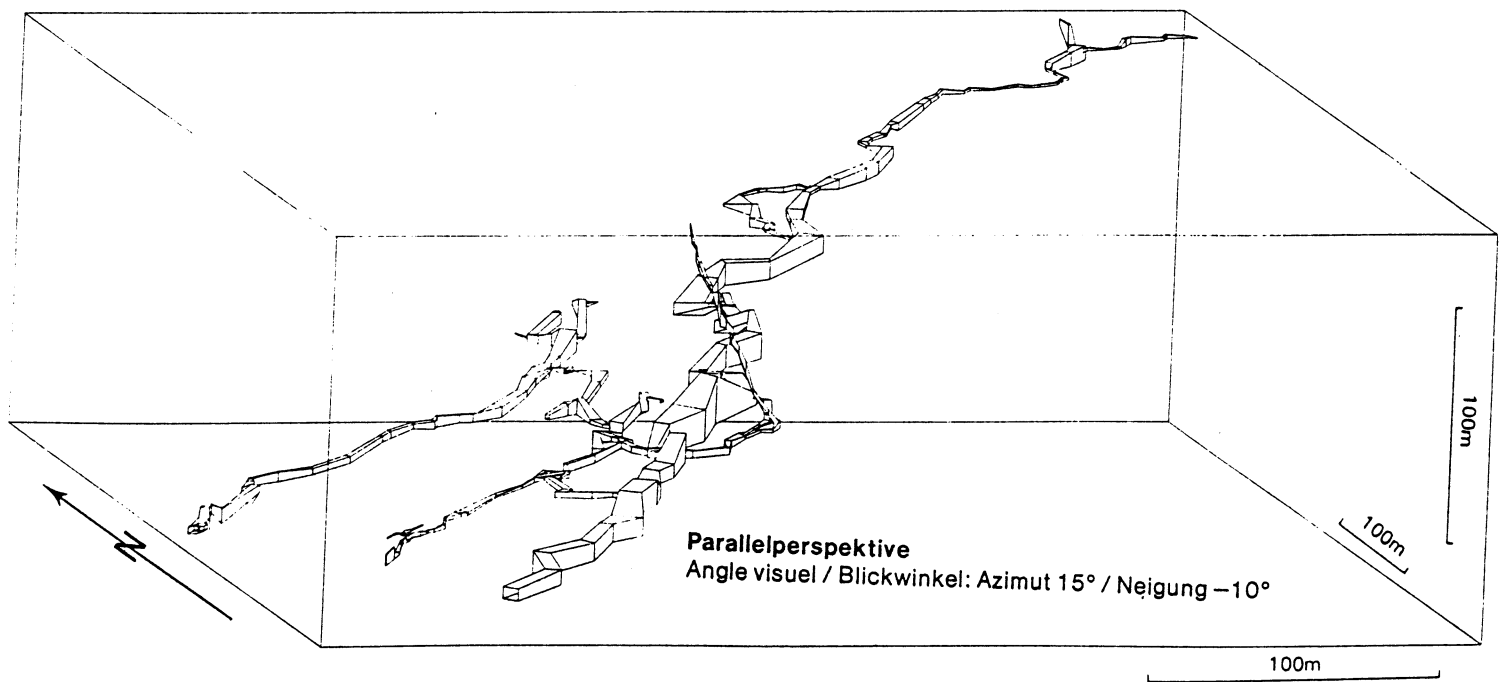 100m
100m
N
Parallelperspektive
Angle visuel / Blickwinkel: Azimut 15° / Neigung –10°
100m